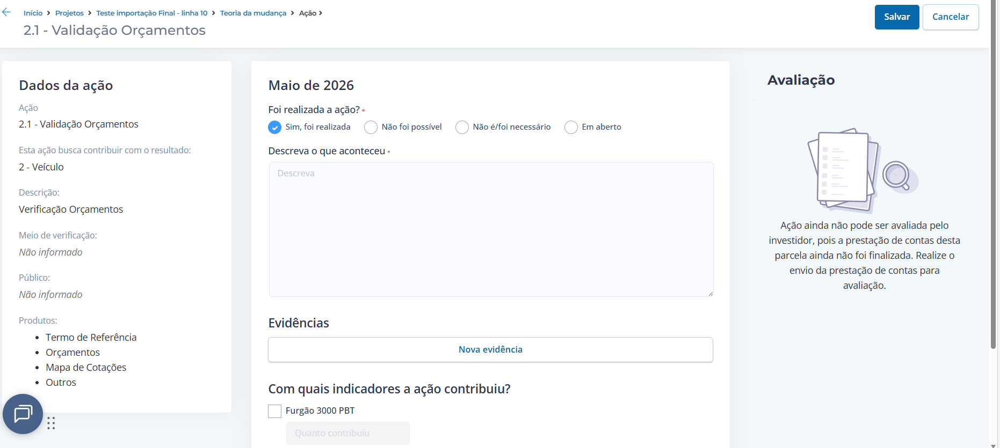 Início > Projetos > Teste importação Final - linha 10 > Teoria da mudança > Ação >
2.1 - Validação Orçamentos
Salvar
Cancelar
Dados da ação
Ação
2.1 - Validação Orçamentos
Esta ação busca contribuir com o resultado:
2 - Veículo
Descrição:
Verificação Orçamentos
Meio de verificação:
Não informado
Público:
Não informado
Produtos:
• Termo de Referência
• Orçamentos
• Mapa de Cotações
• Outros
Maio de 2026
Foi realizada a ação? •
Sim, foi realizada
Não foi possível
Não é/foi necessário
Em aberto
Descreva o que aconteceu •
Descreva
Evidências
Nova evidência
Com quais indicadores a ação contribuiu?
Furgão 3000 PBT
Quanto contribuiu
Avaliação
Ação ainda não pode ser avaliada pelo
investidor, pois a prestação de contas desta
parcela ainda não foi finalizada. Realize o
envio da prestação de contas para
avaliação.